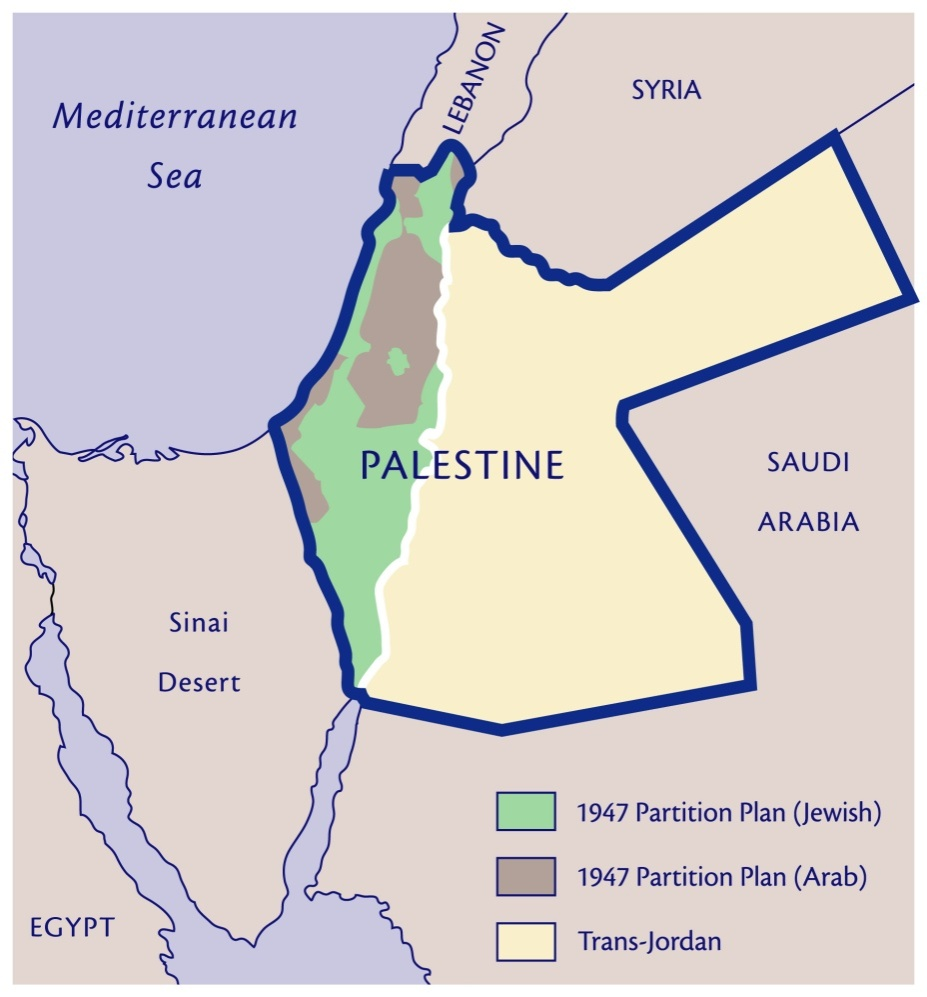 LEBANON
SYRIA
Mediterranean
Sea
PALESTINE
SAUDI
ARABIA
Sinai
Desert
1947 Partition Plan (Jewish)
1947 Partition Plan (Arab)
EGYPT
Trans-Jordan